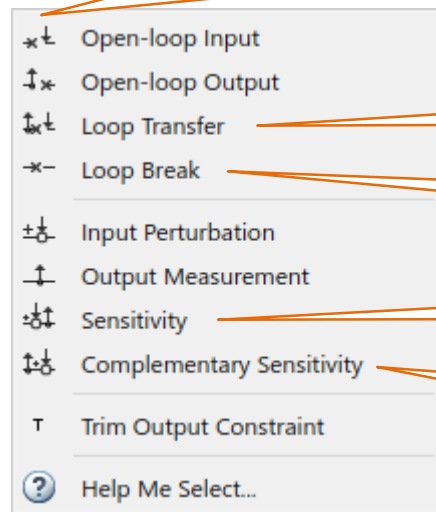 Open-loop Input
Open-loop Output
Loop Transfer
Loop Break
Input Perturbation
Output Measurement
Sensitivity
Complementary Sensitivity
T Trim Output Constraint
? Help Me Select...